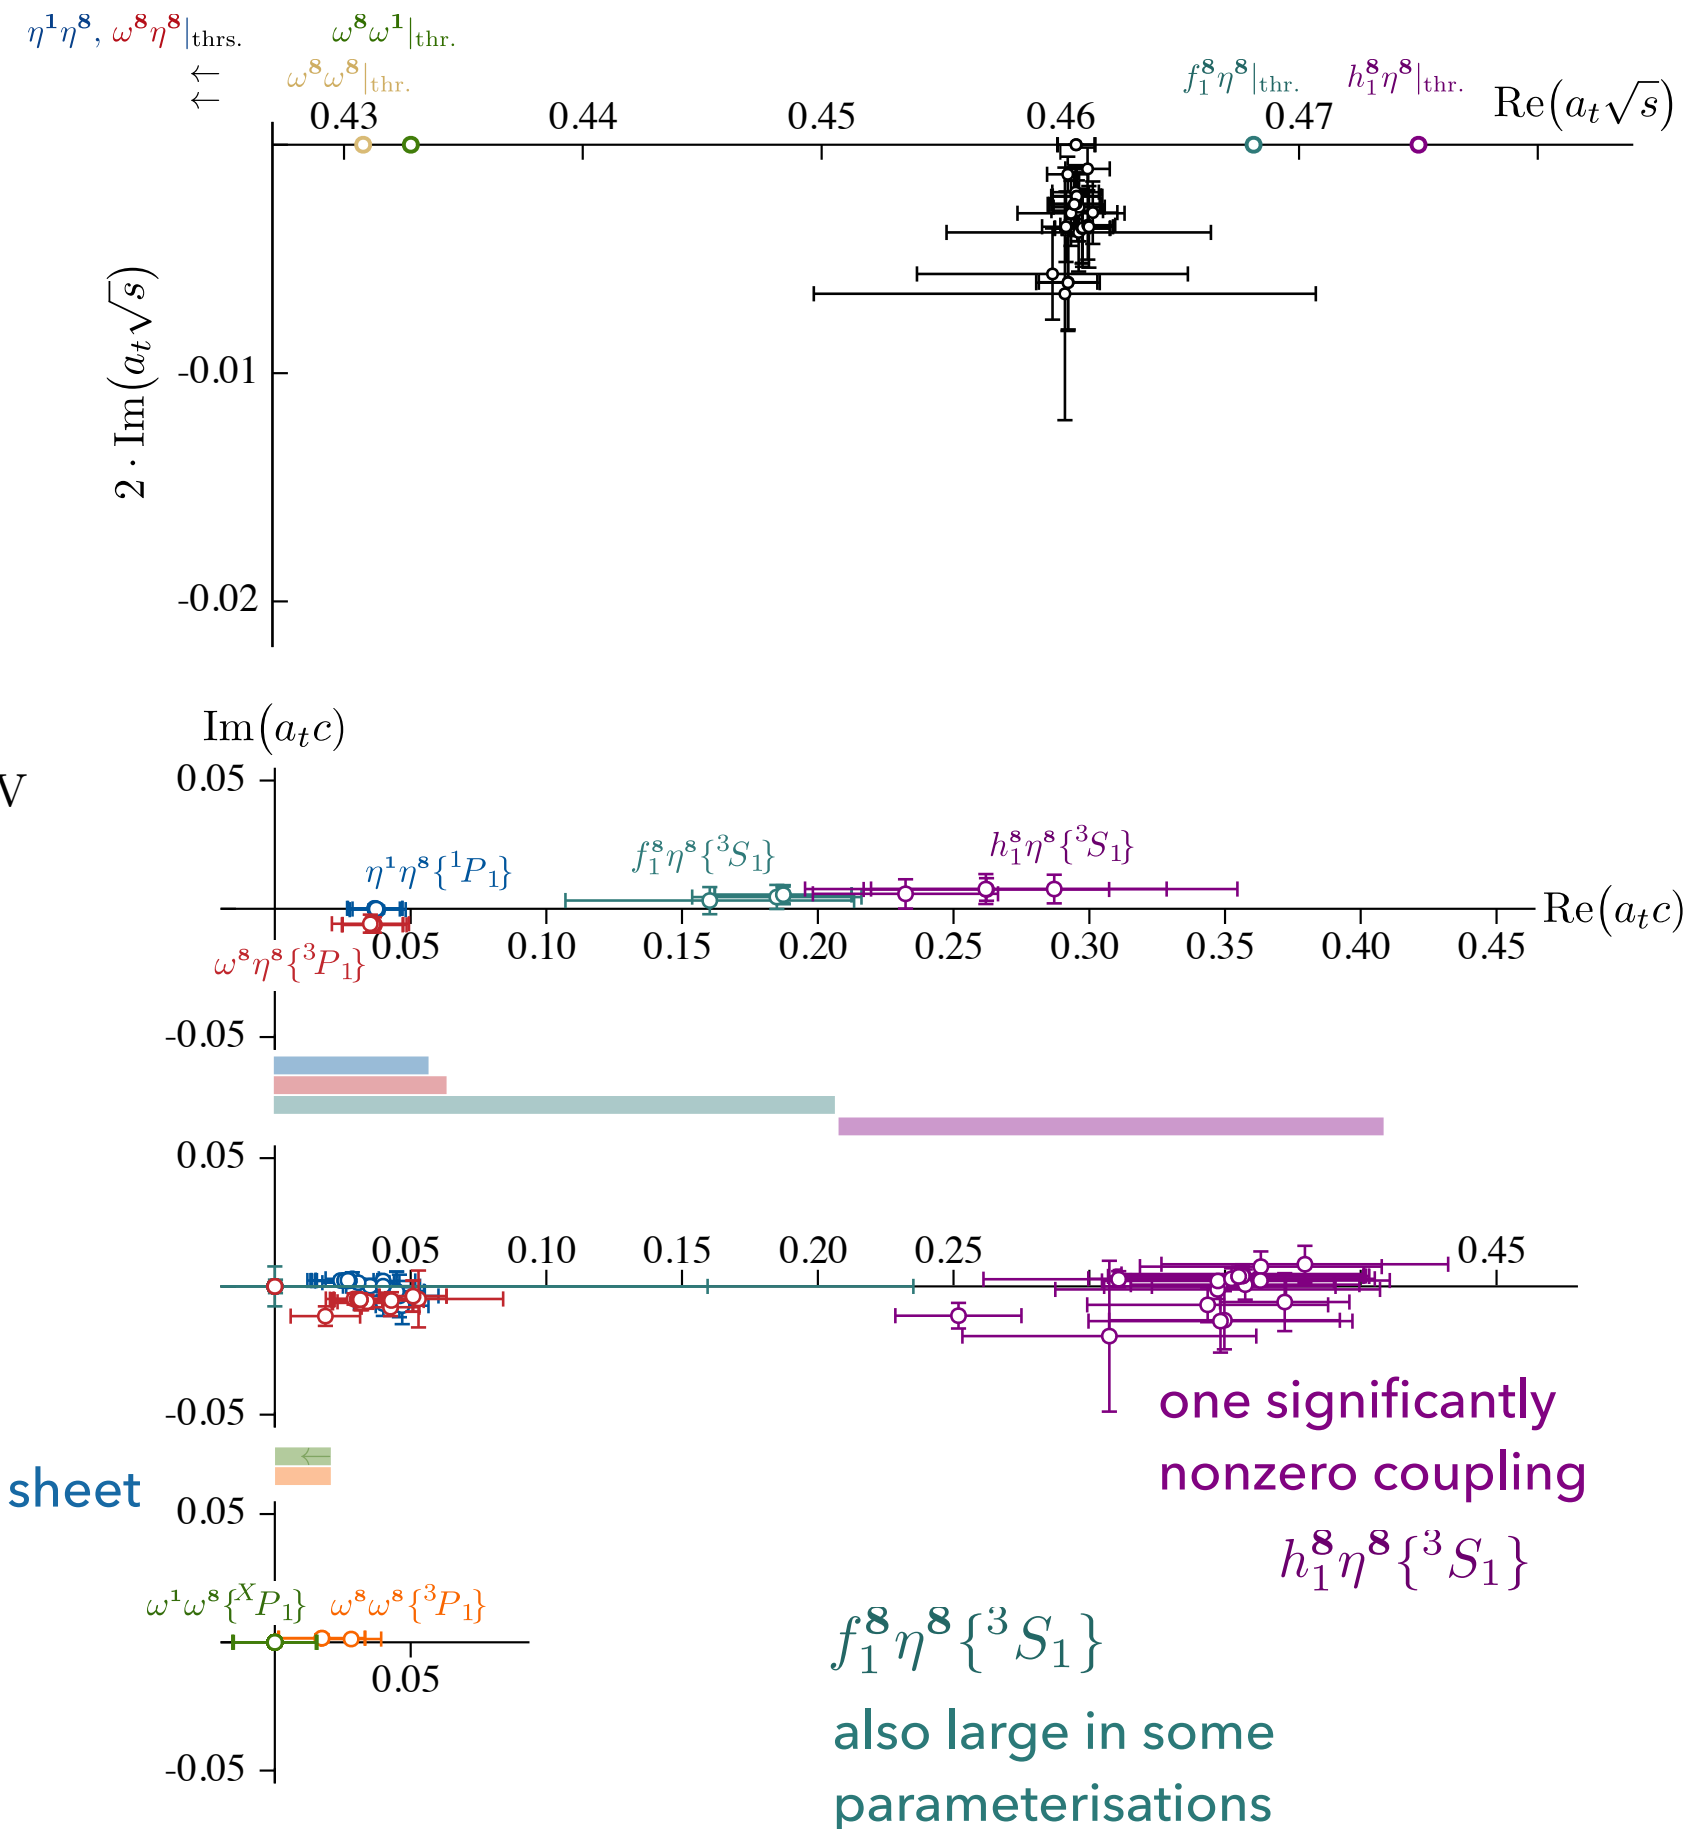 η¹η⁸, ω⁸η⁸|thrs. ω⁸ω¹|thr.
← ω⁸ω⁸|thr. f₁⁸η⁸|thr. h₁⁸η⁸|thr.
←
0.43 0.44 0.45 0.46 0.47 Re(aₜ√s)
2 · Im(aₜ√s)
-0.01
-0.02
Im(aₜc)
0.05
V
η¹η⁸{¹P₁} f₁⁸η⁸{³S₁} h₁⁸η⁸{³S₁}
Re(aₜc)
0.05 0.10 0.15 0.20 0.25 0.30 0.35 0.40 0.45
ω⁸η⁸{³P₁}
-0.05
0.05
0.05 0.10 0.15 0.20 0.25 0.45
-0.05
one significantly
nonzero coupling
h₁⁸η⁸{³S₁}
←
sheet
0.05
ω¹ω⁸{ˣP₁} ω⁸ω⁸{³P₁}
0.05
-0.05
f₁⁸η⁸{³S₁}
also large in some
parameterisations